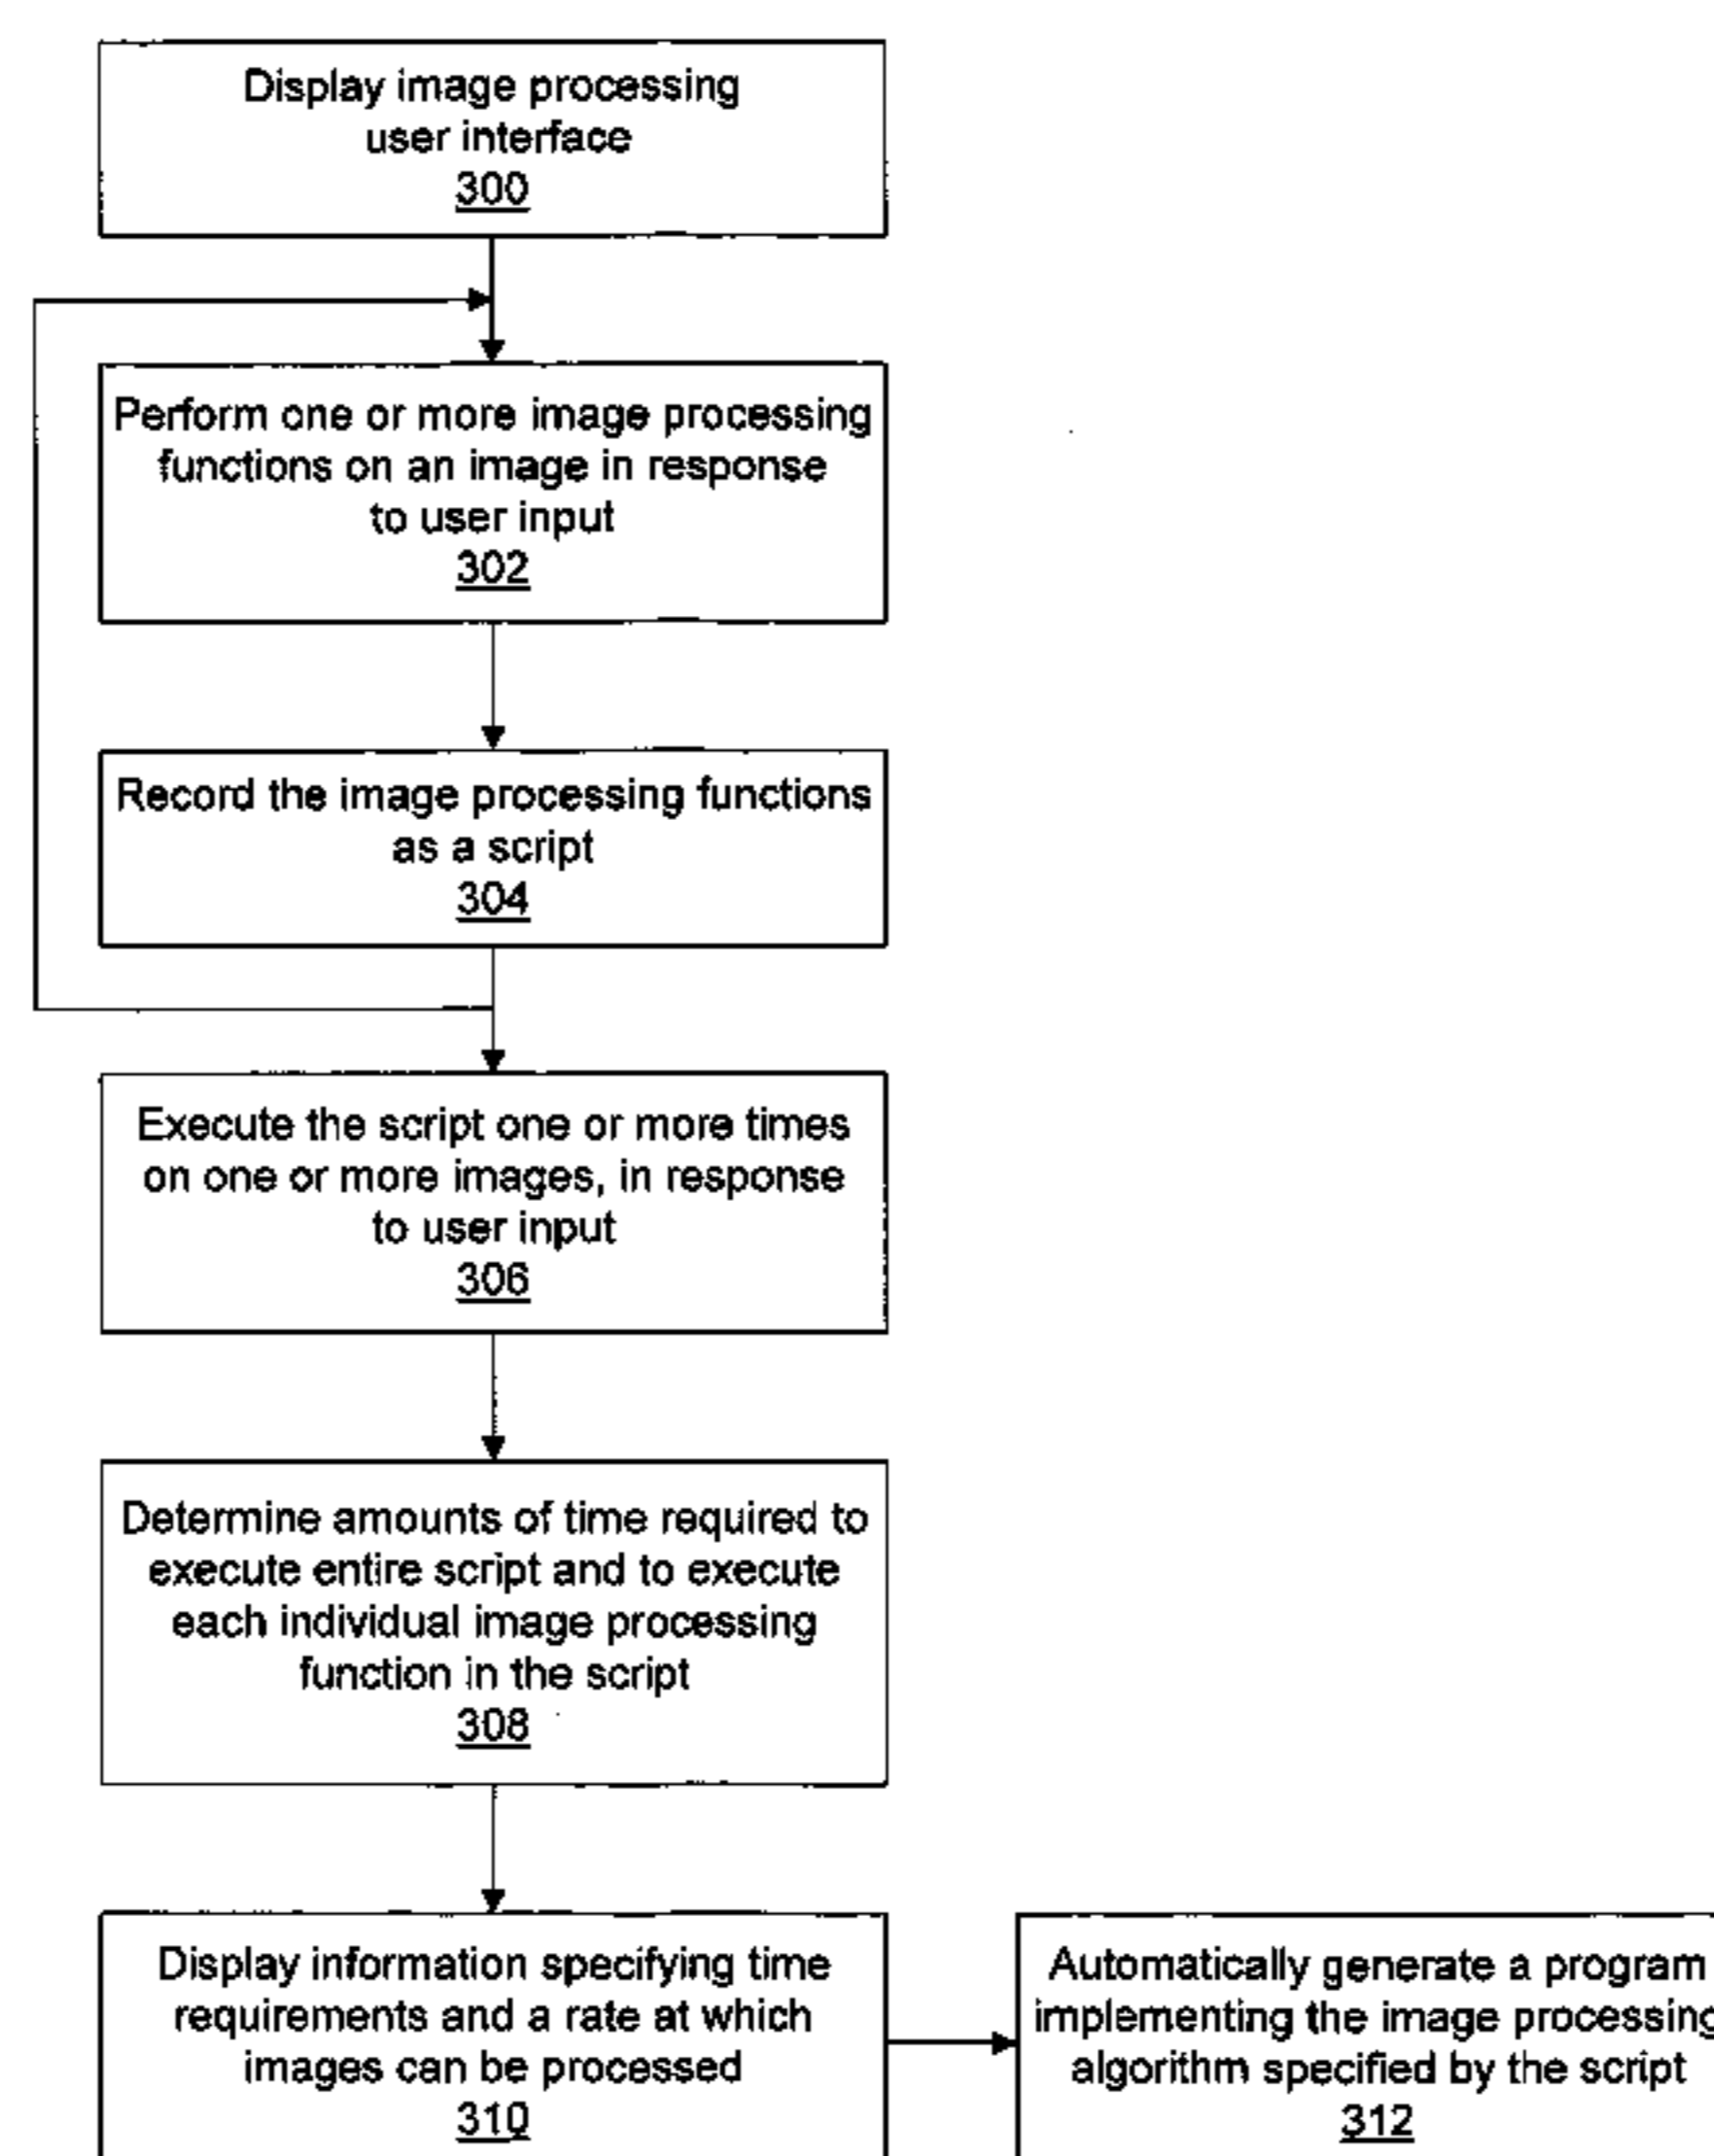 Display image processing
user interface
300
Perform one or more image processing
functions on an image in response
to user input
302
Record the image processing functions
as a script
304
Execute the script one or more times
on one or more images, in response
to user input
306
Determine amounts of time required to
execute entire script and to execute
each individual image processing
function in the script
308
Display information specifying time
requirements and a rate at which
images can be processed
310
Automatically generate a program
implementing the image processing
algorithm specified by the script
312